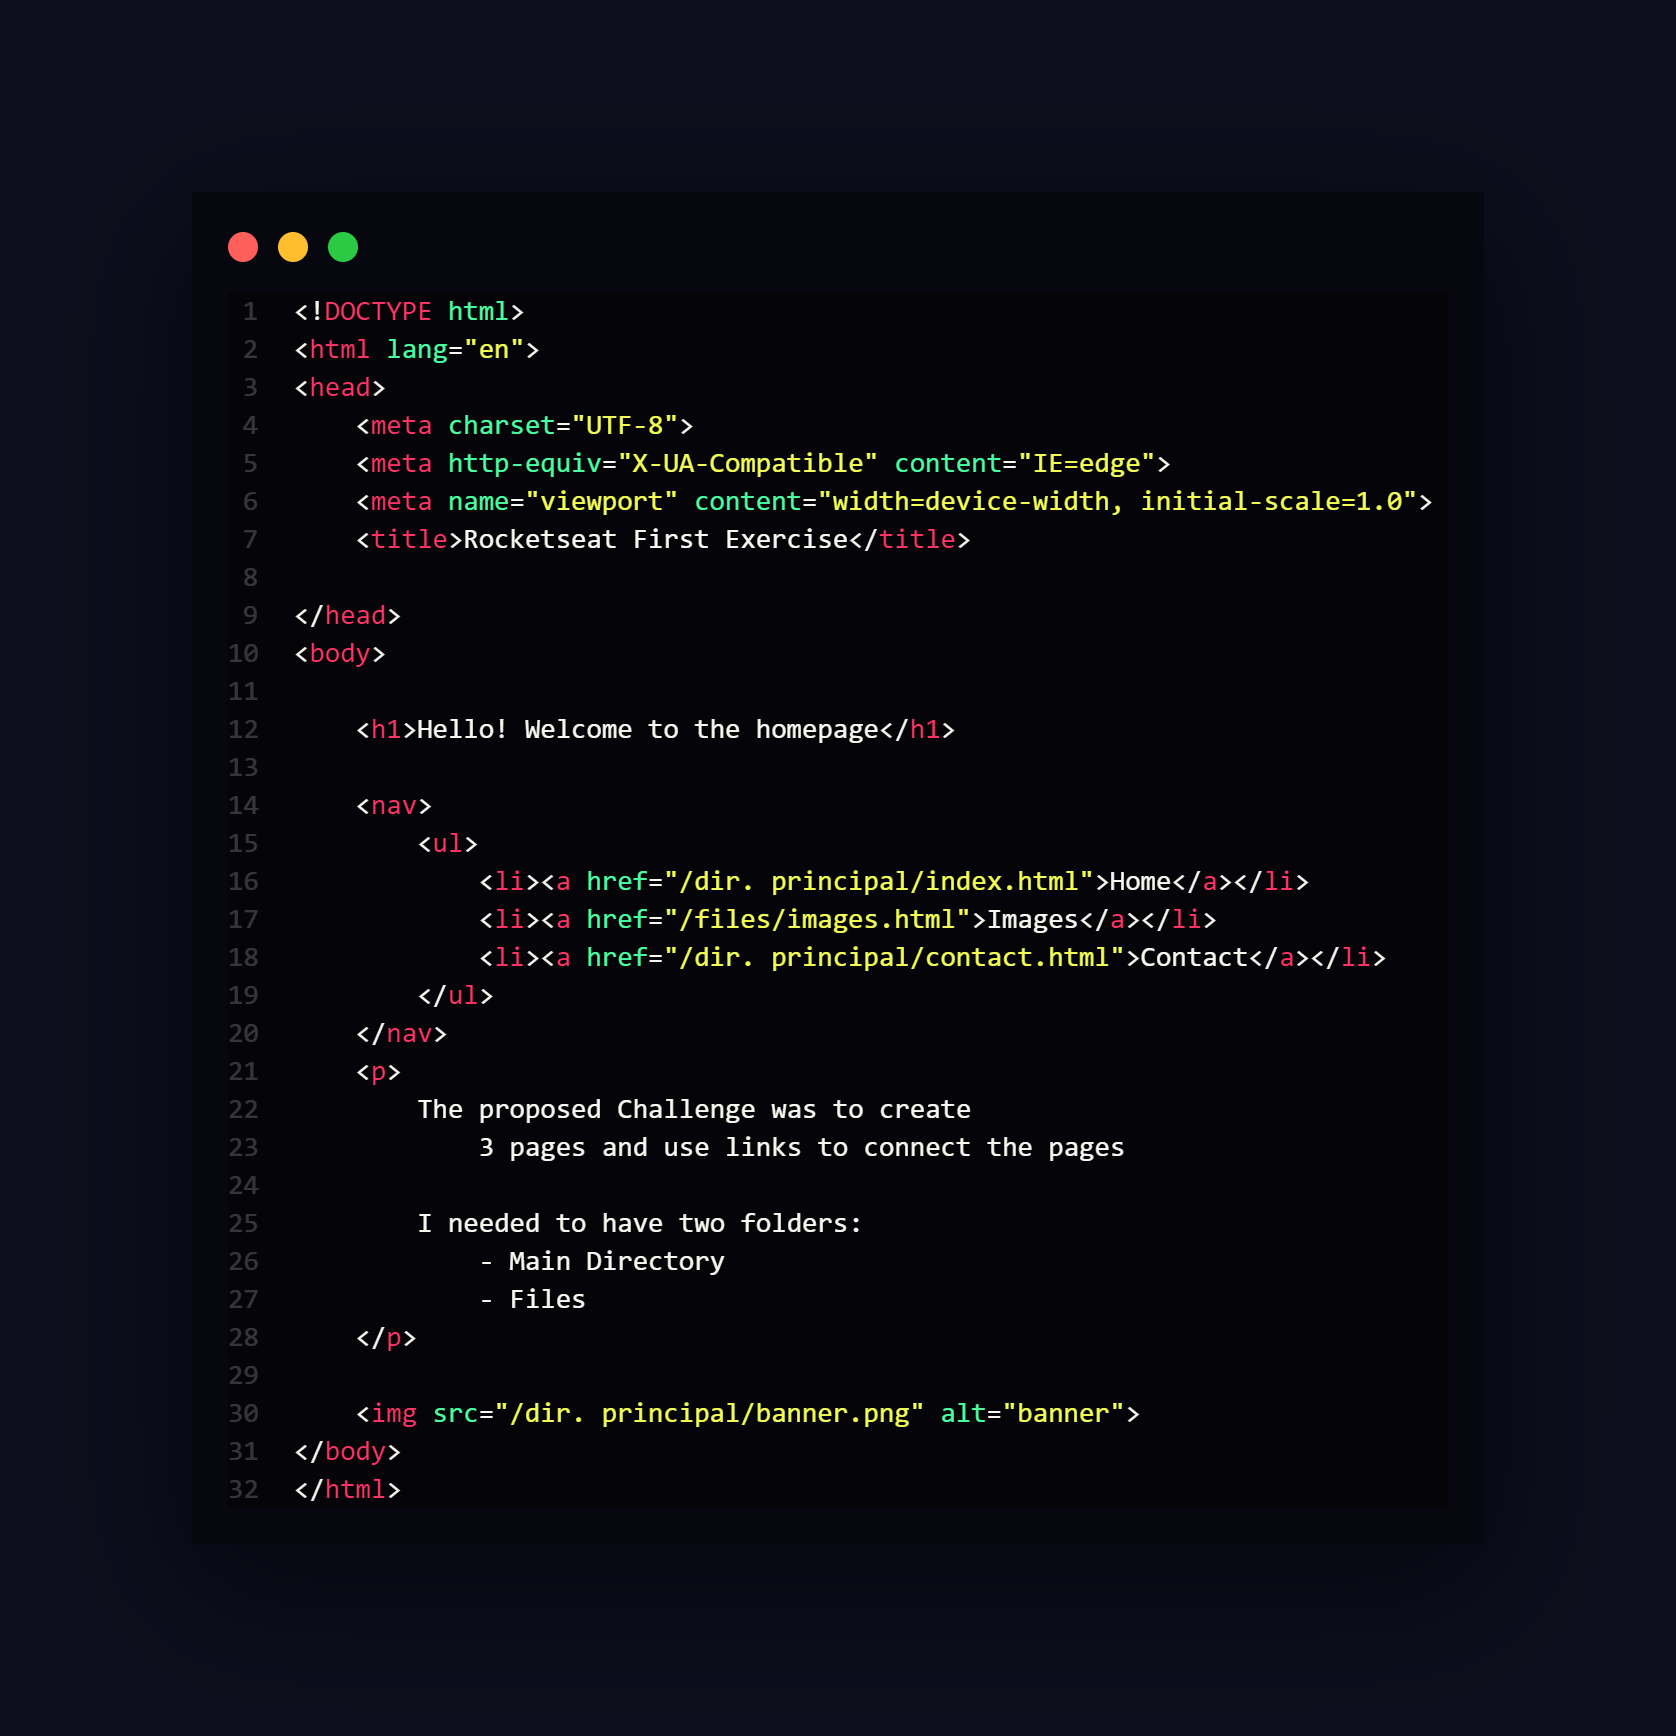 1 <!DOCTYPE html>
2 <html lang="en">
3 <head>
4     <meta charset="UTF-8">
5     <meta http-equiv="X-UA-Compatible" content="IE=edge">
6     <meta name="viewport" content="width=device-width, initial-scale=1.0">
7     <title>Rocketseat First Exercise</title>
8
9 </head>
10 <body>
11
12     <h1>Hello! Welcome to the homepage</h1>
13
14     <nav>
15         <ul>
16             <li><a href="/dir. principal/index.html">Home</a></li>
17             <li><a href="/files/images.html">Images</a></li>
18             <li><a href="/dir. principal/contact.html">Contact</a></li>
19         </ul>
20     </nav>
21     <p>
22         The proposed Challenge was to create
23             3 pages and use links to connect the pages
24
25         I needed to have two folders:
26             - Main Directory
27             - Files
28     </p>
29
30     <img src="/dir. principal/banner.png" alt="banner">
31 </body>
32 </html>